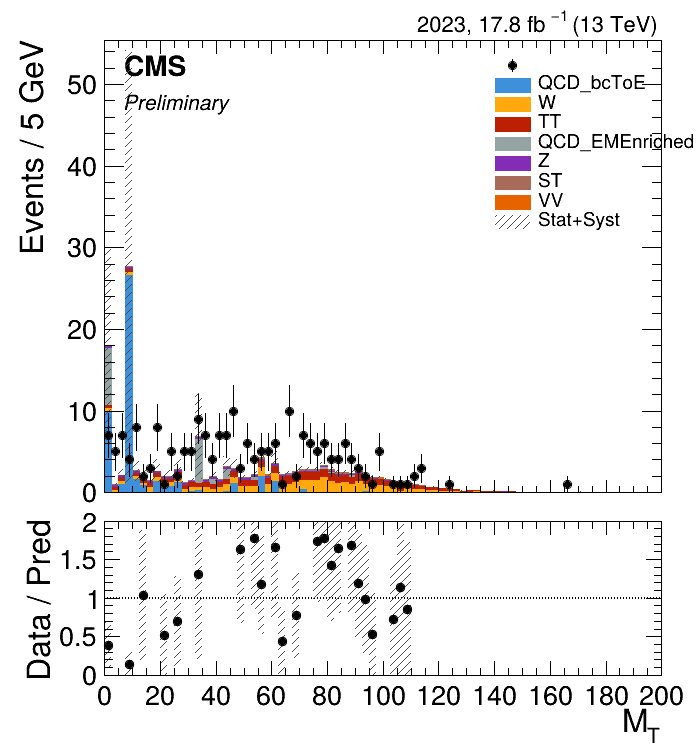 2023, 17.8 fb⁻¹ (13 TeV)
Events / 5 GeV
CMS
Preliminary
QCD_bcToE
W
TT
QCD_EMEnriched
Z
ST
VV
Stat+Syst
50
40
30
20
10
0
Data / Pred
2
1.5
1
0.5
0
0 20 40 60 80 100 120 140 160 180 200
M_T